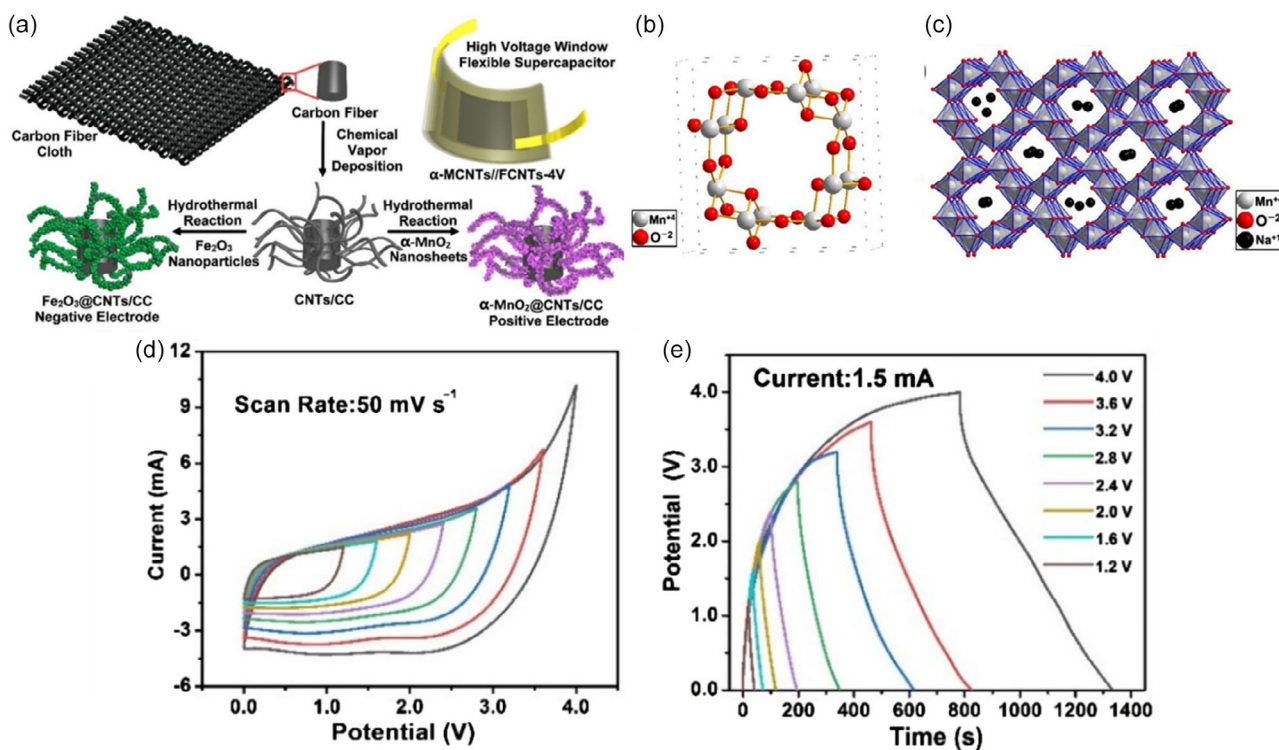 (a)
Carbon Fiber
Cloth
Carbon Fiber
Chemical
Vapor
Deposition
High Voltage Window
Flexible Supercapacitor
α-MCNTs//FCNTs-4V
Hydrothermal
Reaction
Fe₂O₃
Nanoparticles
Hydrothermal
Reaction
α-MnO₂
Nanosheets
Fe₂O₃@CNTs/CC
Negative Electrode
CNTs/CC
α-MnO₂@CNTs/CC
Positive Electrode
(b)
Mn⁺⁴
O⁻²
(c)
Mn⁺
O⁻²
Na⁺¹
(d)
Scan Rate:50 mV s⁻¹
Current (mA)
12
9
6
3
0
-3
-6
0.0 1.0 2.0 3.0 4.0
Potential (V)
(e)
Current:1.5 mA
4.0 V
3.6 V
3.2 V
2.8 V
2.4 V
2.0 V
1.6 V
1.2 V
Potential (V)
4.0
3.0
2.0
1.0
0.0
0 200 400 600 800 1000 1200 1400
Time (s)